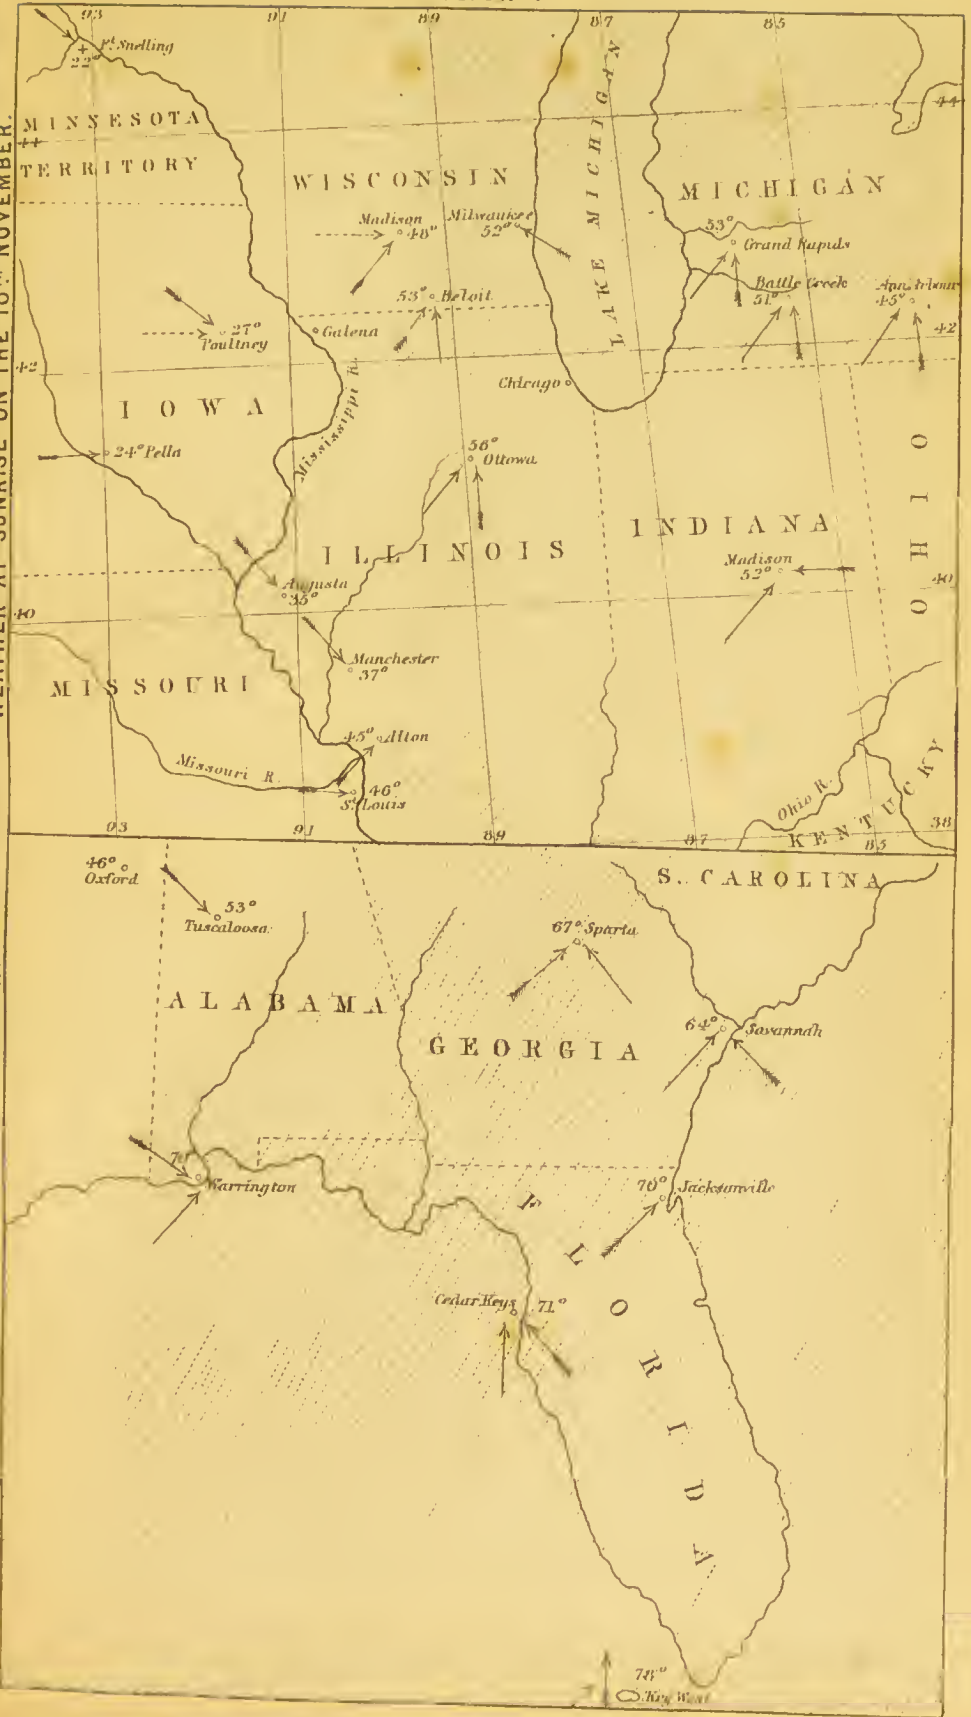 WEATHER AT SUNRISE ON THE 10TH NOVEMBER.
93 91 89 87 85
Ft. Snelling
22°
44
MINNESOTA
44
TERRITORY
WISCONSIN
LAKE MICHIGAN
MICHIGAN
Madison
48°
Milwaukee
52°
53°
Grand Rapids
53° Beloit
Battle Creek
51°
Ann Arbour
45°
27°
Poultney
Galena
42
42
Chicago
IOWA
Mississippi R.
24° Pella
56°
Ottowa
OHIO
ILLINOIS
INDIANA
Madison
52°
Augusta
35°
40
40
Manchester
37°
MISSOURI
45° Alton
Missouri R.
46°
St. Louis
Ohio R.
KENTUCKY
38
93 91 89 87 85
46°
Oxford
53°
Tuscaloosa
S. CAROLINA
67° Sparta
ALABAMA
GEORGIA
64°
Savannah
Warrington
70° Jacksonville
FLORIDA
Cedar Keys 71°
78°
Key West